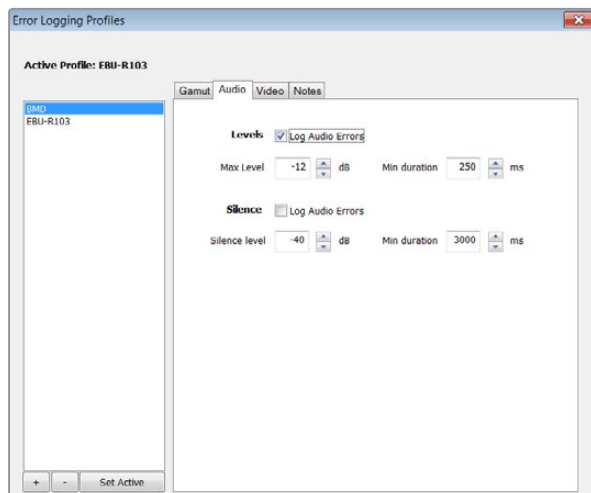 Error Logging Profiles
Active Profile: EBU-R103
Gamut Audio Video Notes
BMD
EBU-R103
Levels Log Audio Errors
Max Level -12 dB Min duration 250 ms
Silence Log Audio Errors
Silence level -40 dB Min duration 3000 ms
+ - Set Active